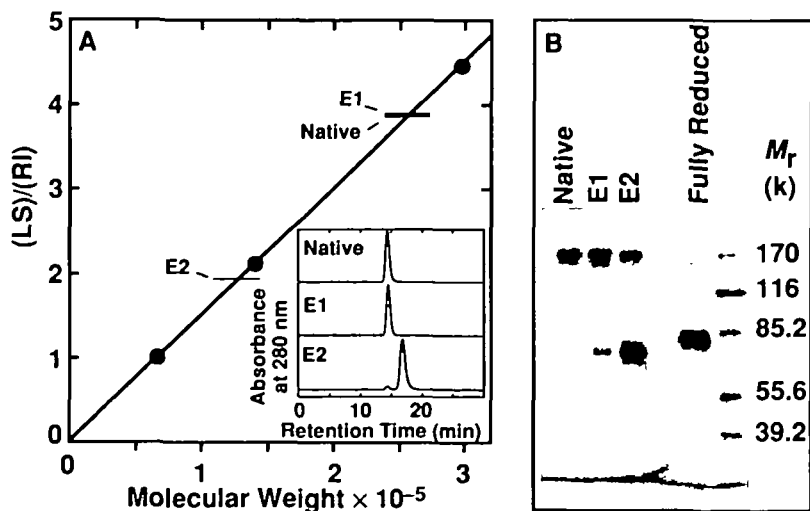 A
(LS)/(RI)
5
4
3
2
1
0
E1
Native
E2
0
1
2
3
Molecular Weight × 10⁻⁵
Native
E1
E2
Absorbance
at 280 nm
0
10
20
Retention Time (min)
B
Native
E1
E2
Fully Reduced
Mr
(k)
170
116
85.2
55.6
39.2